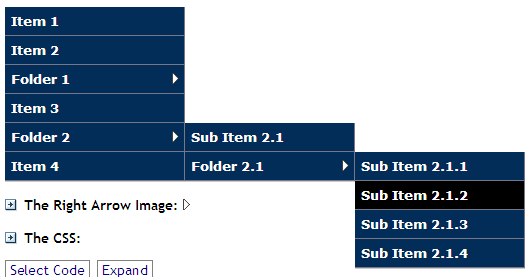 Item 1
Item 2
Folder 1
Item 3
Folder 2
Item 4
Sub Item 2.1
Folder 2.1
Sub Item 2.1.1
Sub Item 2.1.2
Sub Item 2.1.3
Sub Item 2.1.4
The Right Arrow Image:
The CSS:
Select Code
Expand